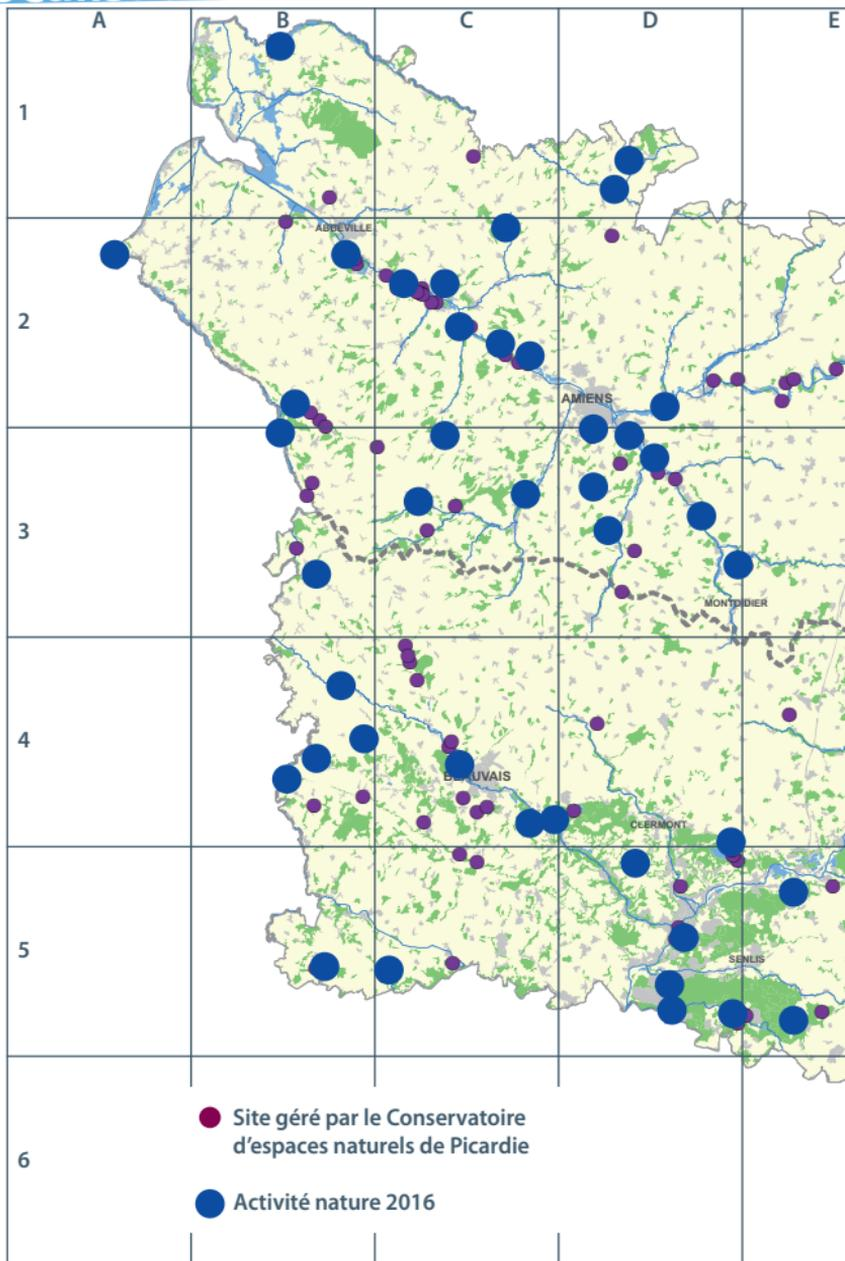 A B C D E
1
ABBEVILLE
2
AMIENS
3
MONTDIDIER
4
BEAUVAIS
CLERMONT
5
SENLIS
Site géré par le Conservatoire
d'espaces naturels de Picardie
6
Activité nature 2016